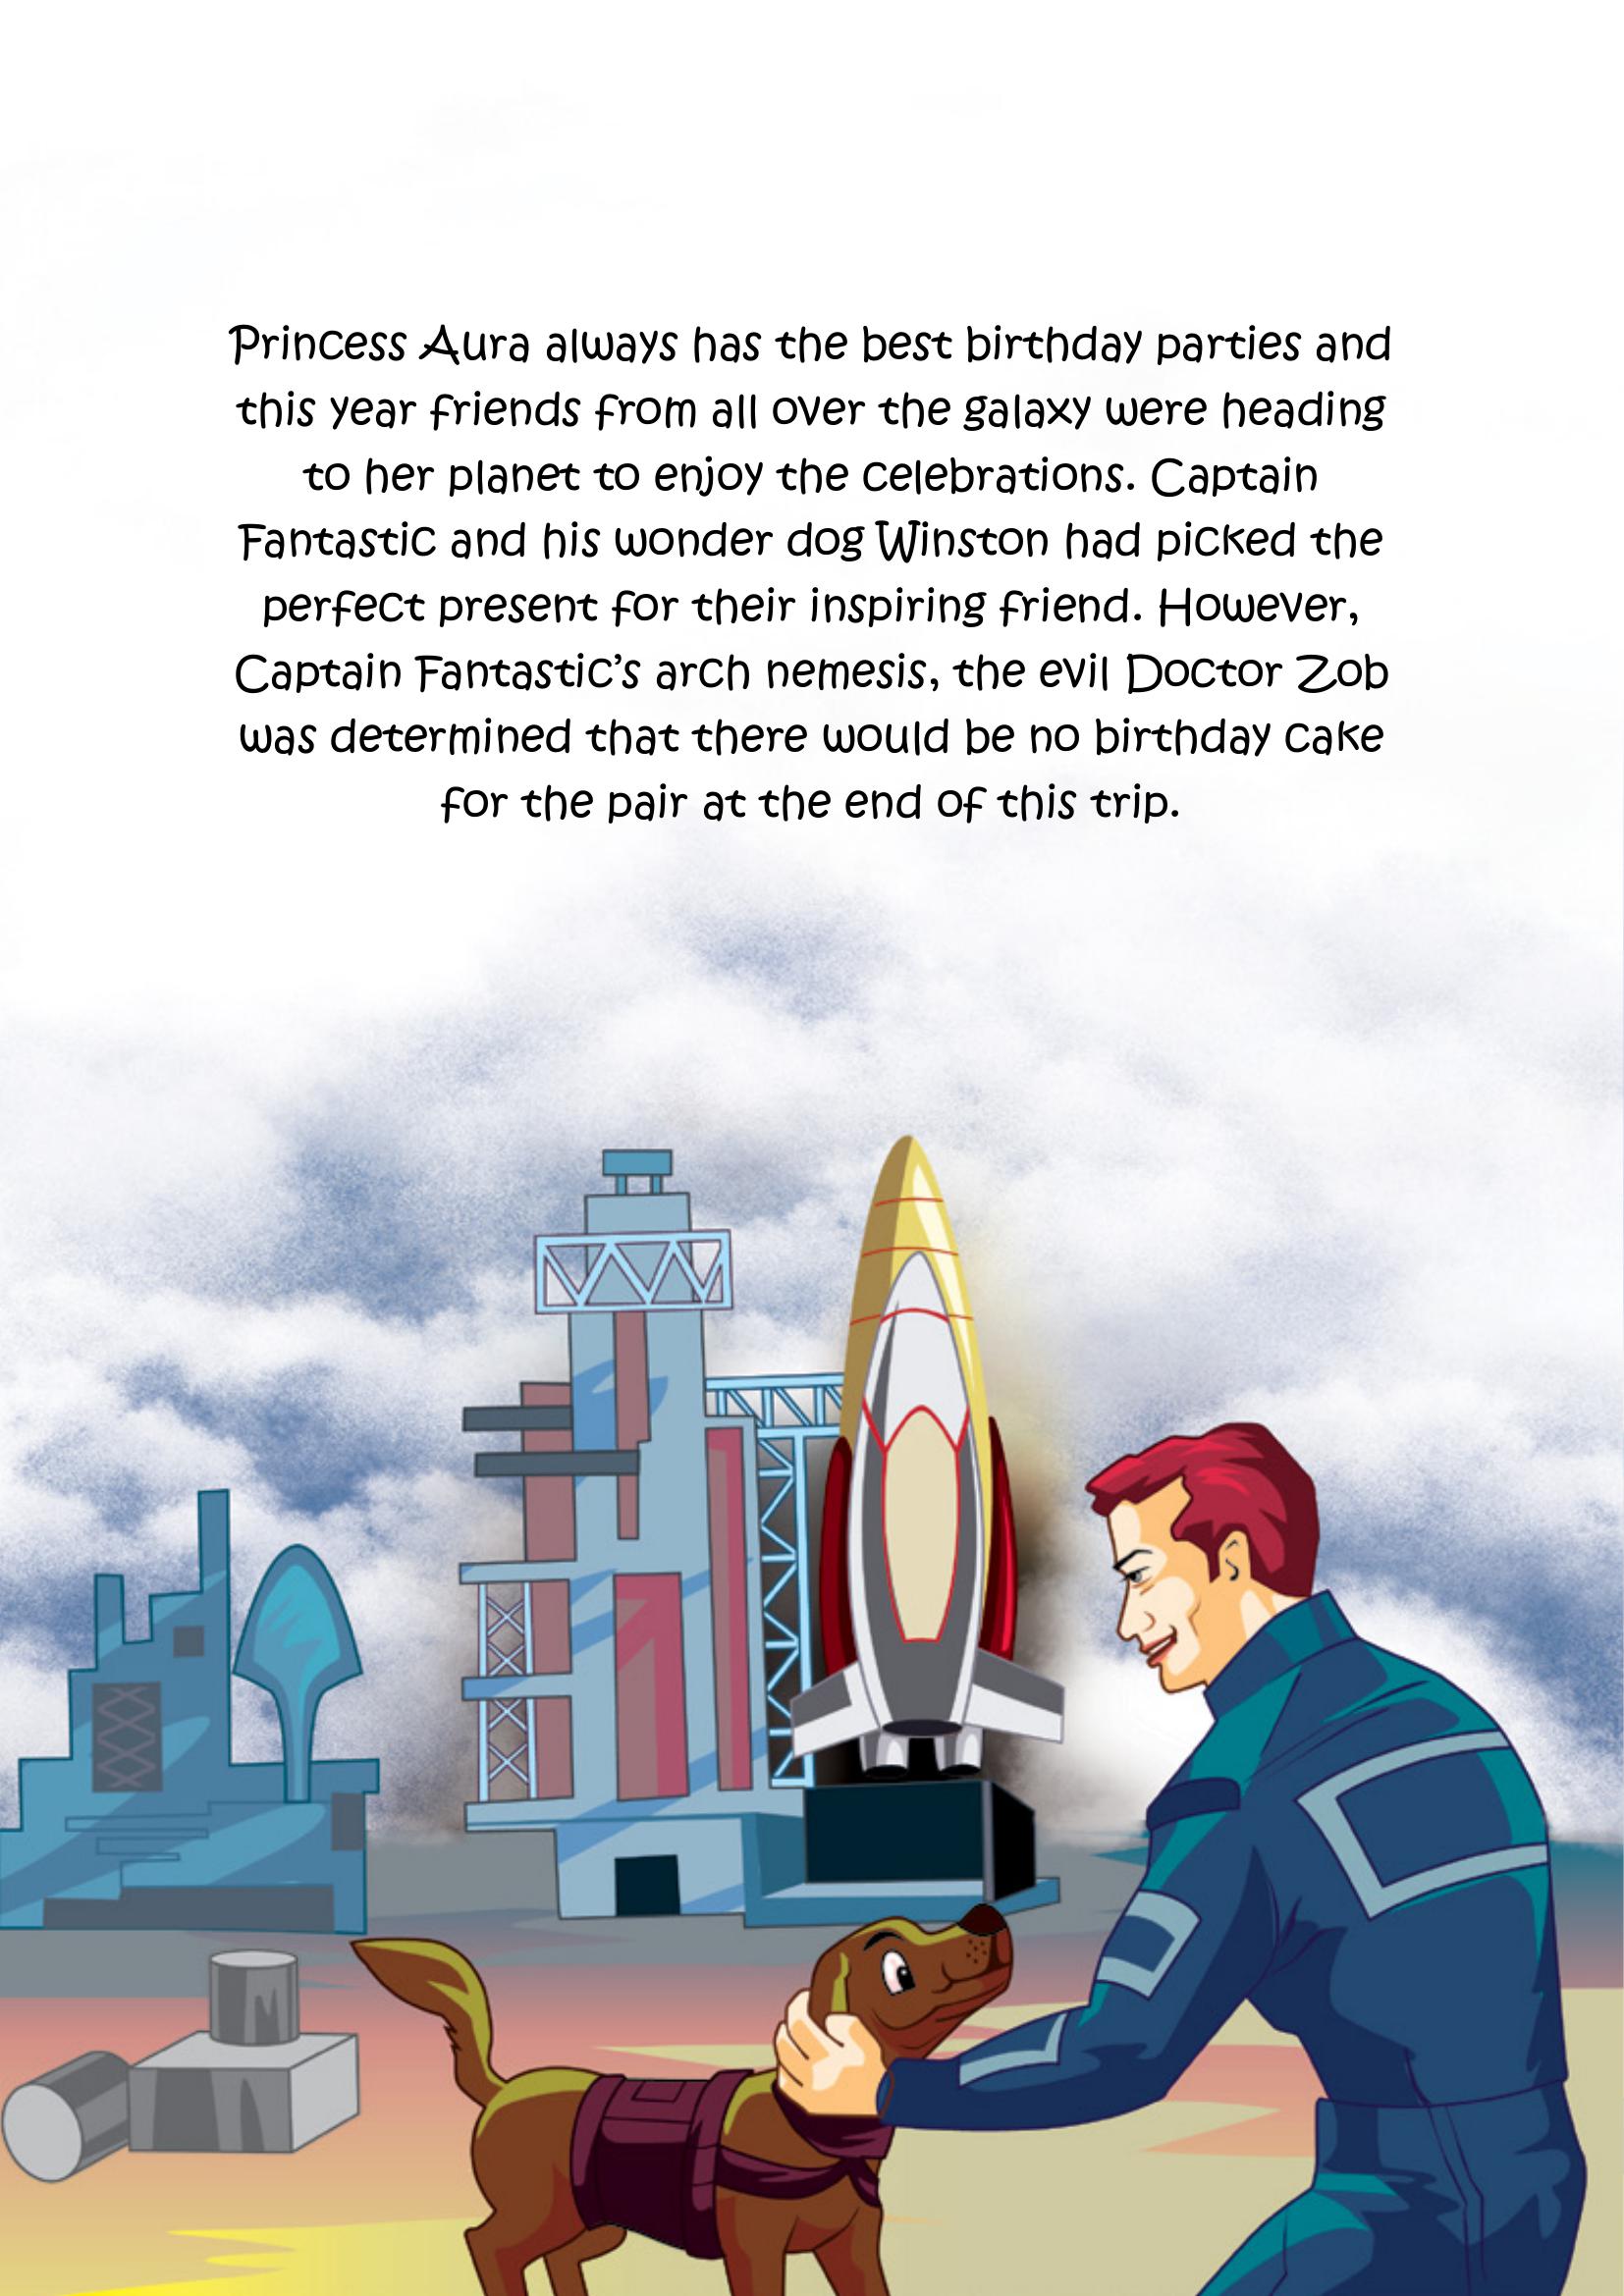 Princess Aura always has the best birthday parties and
this year friends from all over the galaxy were heading
to her planet to enjoy the celebrations. Captain
Fantastic and his wonder dog Winston had picked the
perfect present for their inspiring friend. However,
Captain Fantastic’s arch nemesis, the evil Doctor Zob
was determined that there would be no birthday cake
for the pair at the end of this trip.